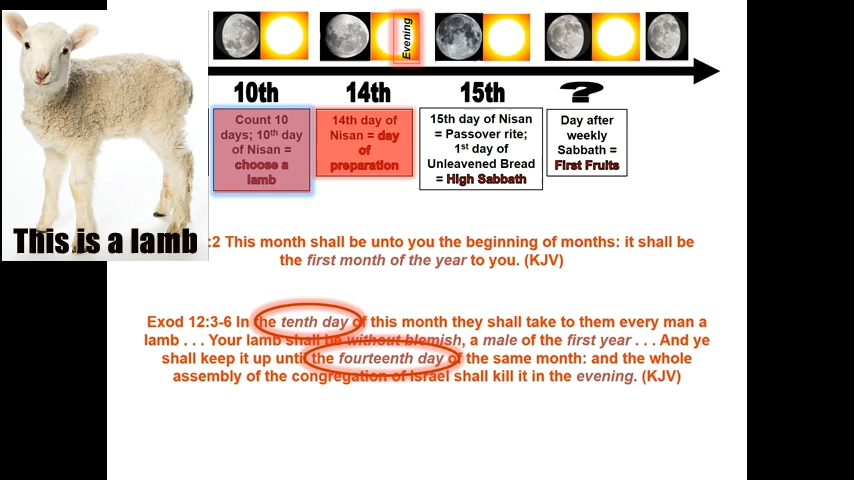 Evening
10th
14th
15th
?
Count 10
days; 10th day
of Nisan =
choose a
lamb
14th day of
Nisan = day
of
preparation
15th day of Nisan
= Passover rite;
1st day of
Unleavened Bread
= High Sabbath
Day after
weekly
Sabbath =
First Fruits
This is a lamb
:2 This month shall be unto you the beginning of months: it shall be
the first month of the year to you. (KJV)
Exod 12:3-6 In the tenth day of this month they shall take to them every man a
lamb . . . Your lamb shall be without blemish, a male of the first year . . . And ye
shall keep it up until the fourteenth day of the same month: and the whole
assembly of the congregation of Israel shall kill it in the evening. (KJV)